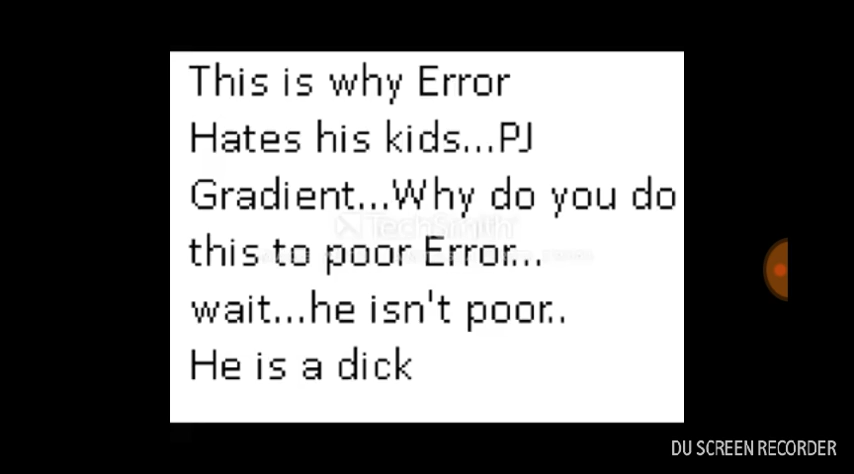 This is why Error
Hates his kids...PJ
Gradient...Why do you do
TechSmith
this to poor Error...
wait...he isn't poor..
He is a dick
DU SCREEN RECORDER